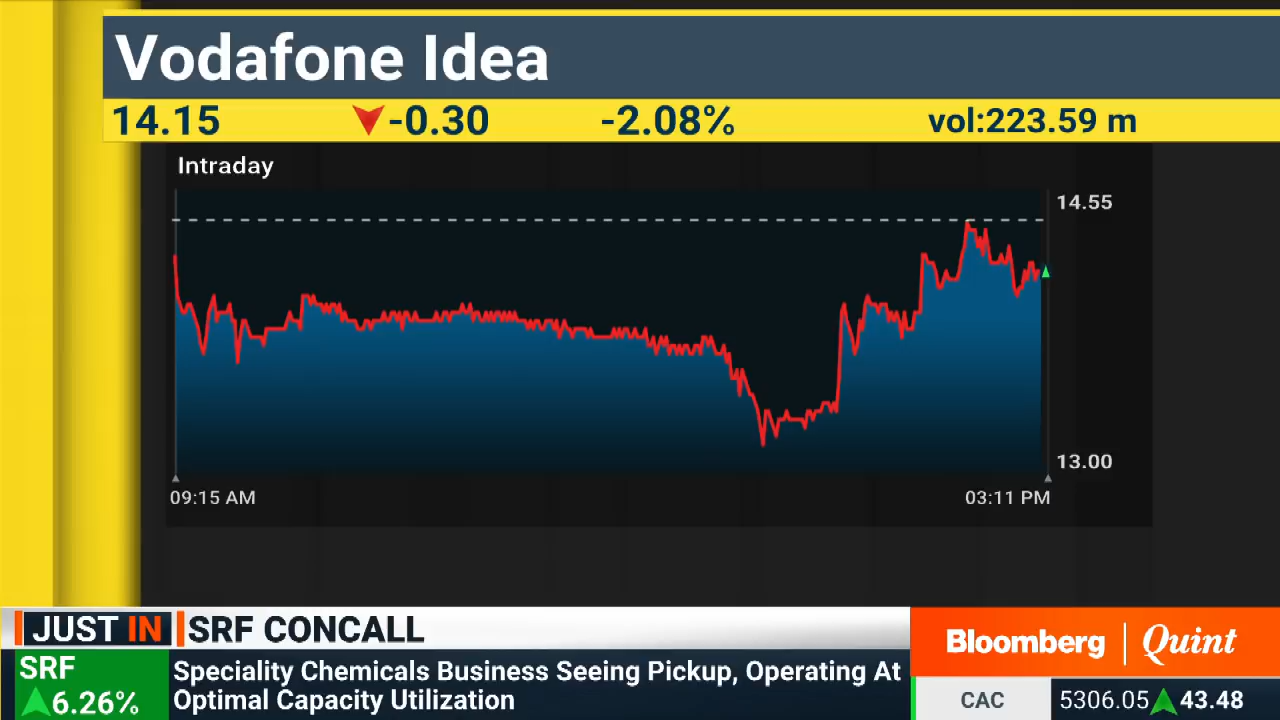 Vodafone Idea
14.15 -0.30 -2.08% vol:223.59 m
Intraday
14.55
13.00
09:15 AM 03:11 PM
JUST IN SRF CONCALL
SRF
6.26%
Speciality Chemicals Business Seeing Pickup, Operating At
Optimal Capacity Utilization
Bloomberg | Quint
CAC 5306.05 43.48